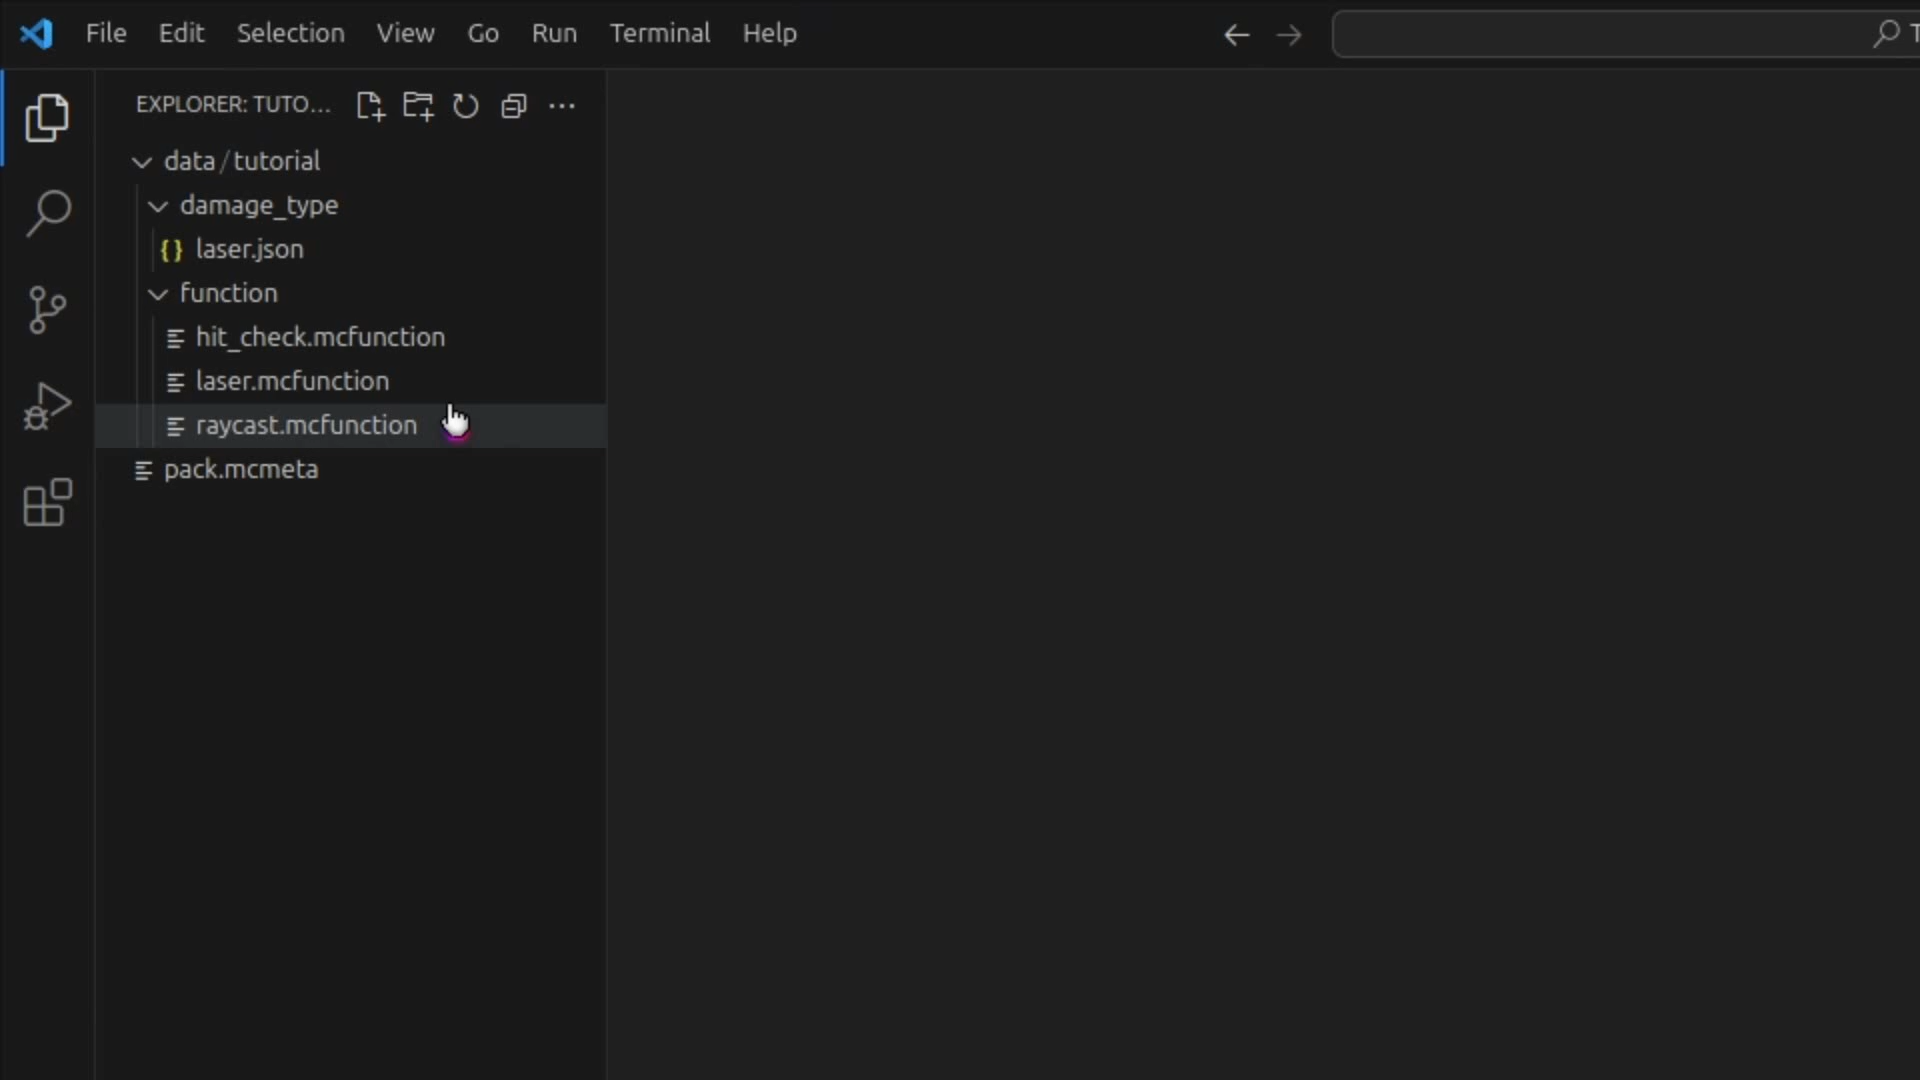 File Edit Selection View Go Run Terminal Help
EXPLORER: TUTO...
data/tutorial
damage_type
laser.json
function
hit_check.mcfunction
laser.mcfunction
raycast.mcfunction
pack.mcmeta